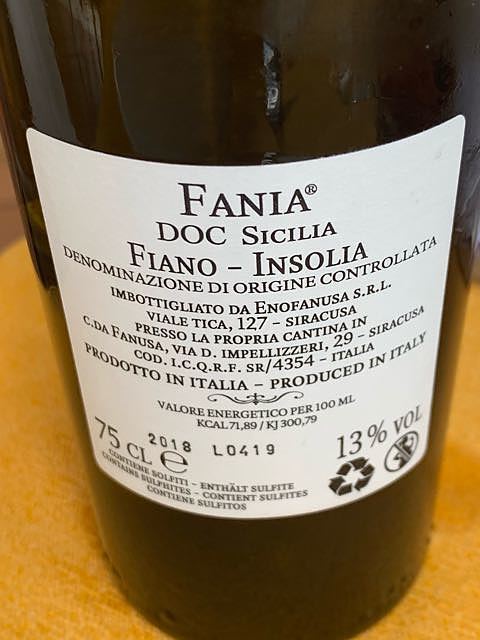 FANIA®
DOC SICILIA
FIANO – INSOLIA
DENOMINAZIONE DI ORIGINE CONTROLLATA
IMBOTTIGLIATO DA ENOFANUSA S.R.L.
VIALE TICA, 127 – SIRACUSA
PRESSO LA PROPRIA CANTINA IN
C.DA FANUSA, VIA D. IMPELLIZZERI, 29 – SIRACUSA
COD. I.C.Q.R.F. SR/4354 – ITALIA
PRODOTTO IN ITALIA – PRODUCED IN ITALY
VALORE ENERGETICO PER 100 ML
KCAL 71,89 / KJ 300,79
75 CL ℮ 2018 L0419 13% VOL
CONTIENE SOLFITI – ENTHÄLT SULFITE
CONTAINS SULPHITES – CONTIENT SULFITES
CONTIENE SULFITOS